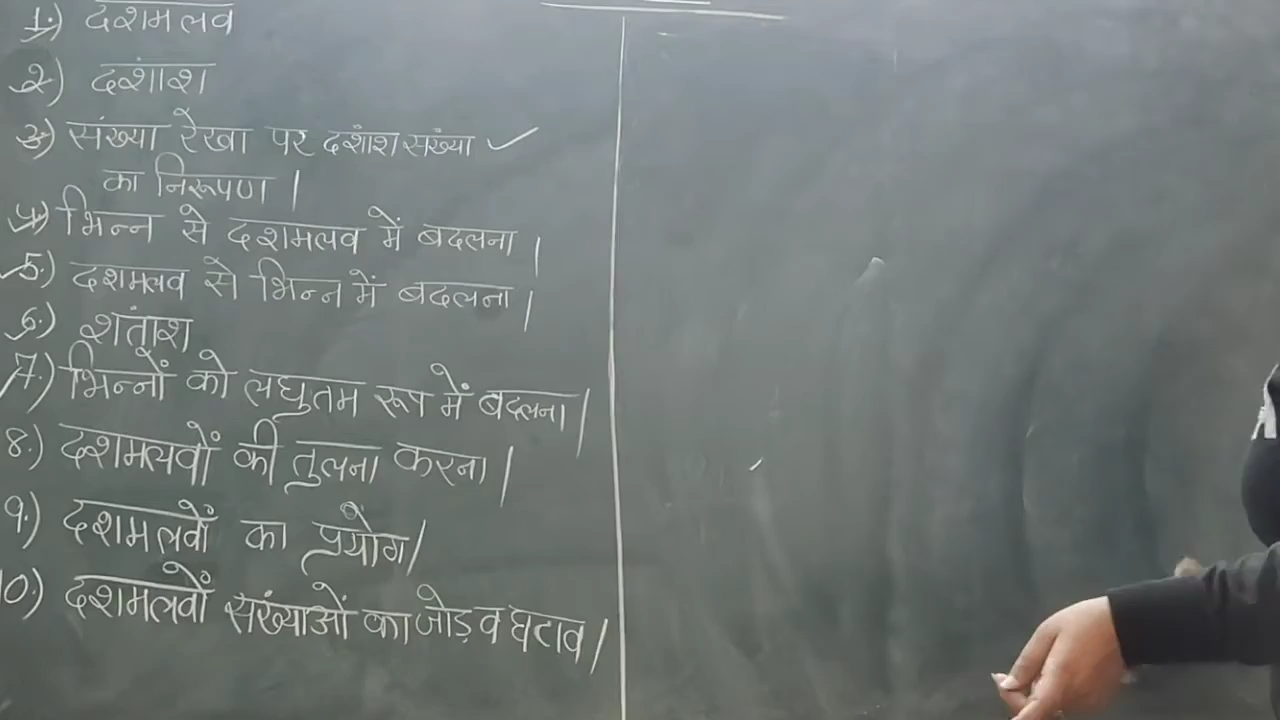 1.) दशमलव
2) दशांश
3) संख्या रेखा पर दशांश संख्या ✓
का निरूपण |
4) भिन्न से दशमलव में बदलना |
5.) दशमलव से भिन्न में बदलना |
6.) शतांश
7.) भिन्नों को लघुतम रूप में बदलना |
8.) दशमलवों की तुलना करना |
9.) दशमलवों का प्रयोग |
10.) दशमलवों संख्याओं का जोड़ व घटाव |